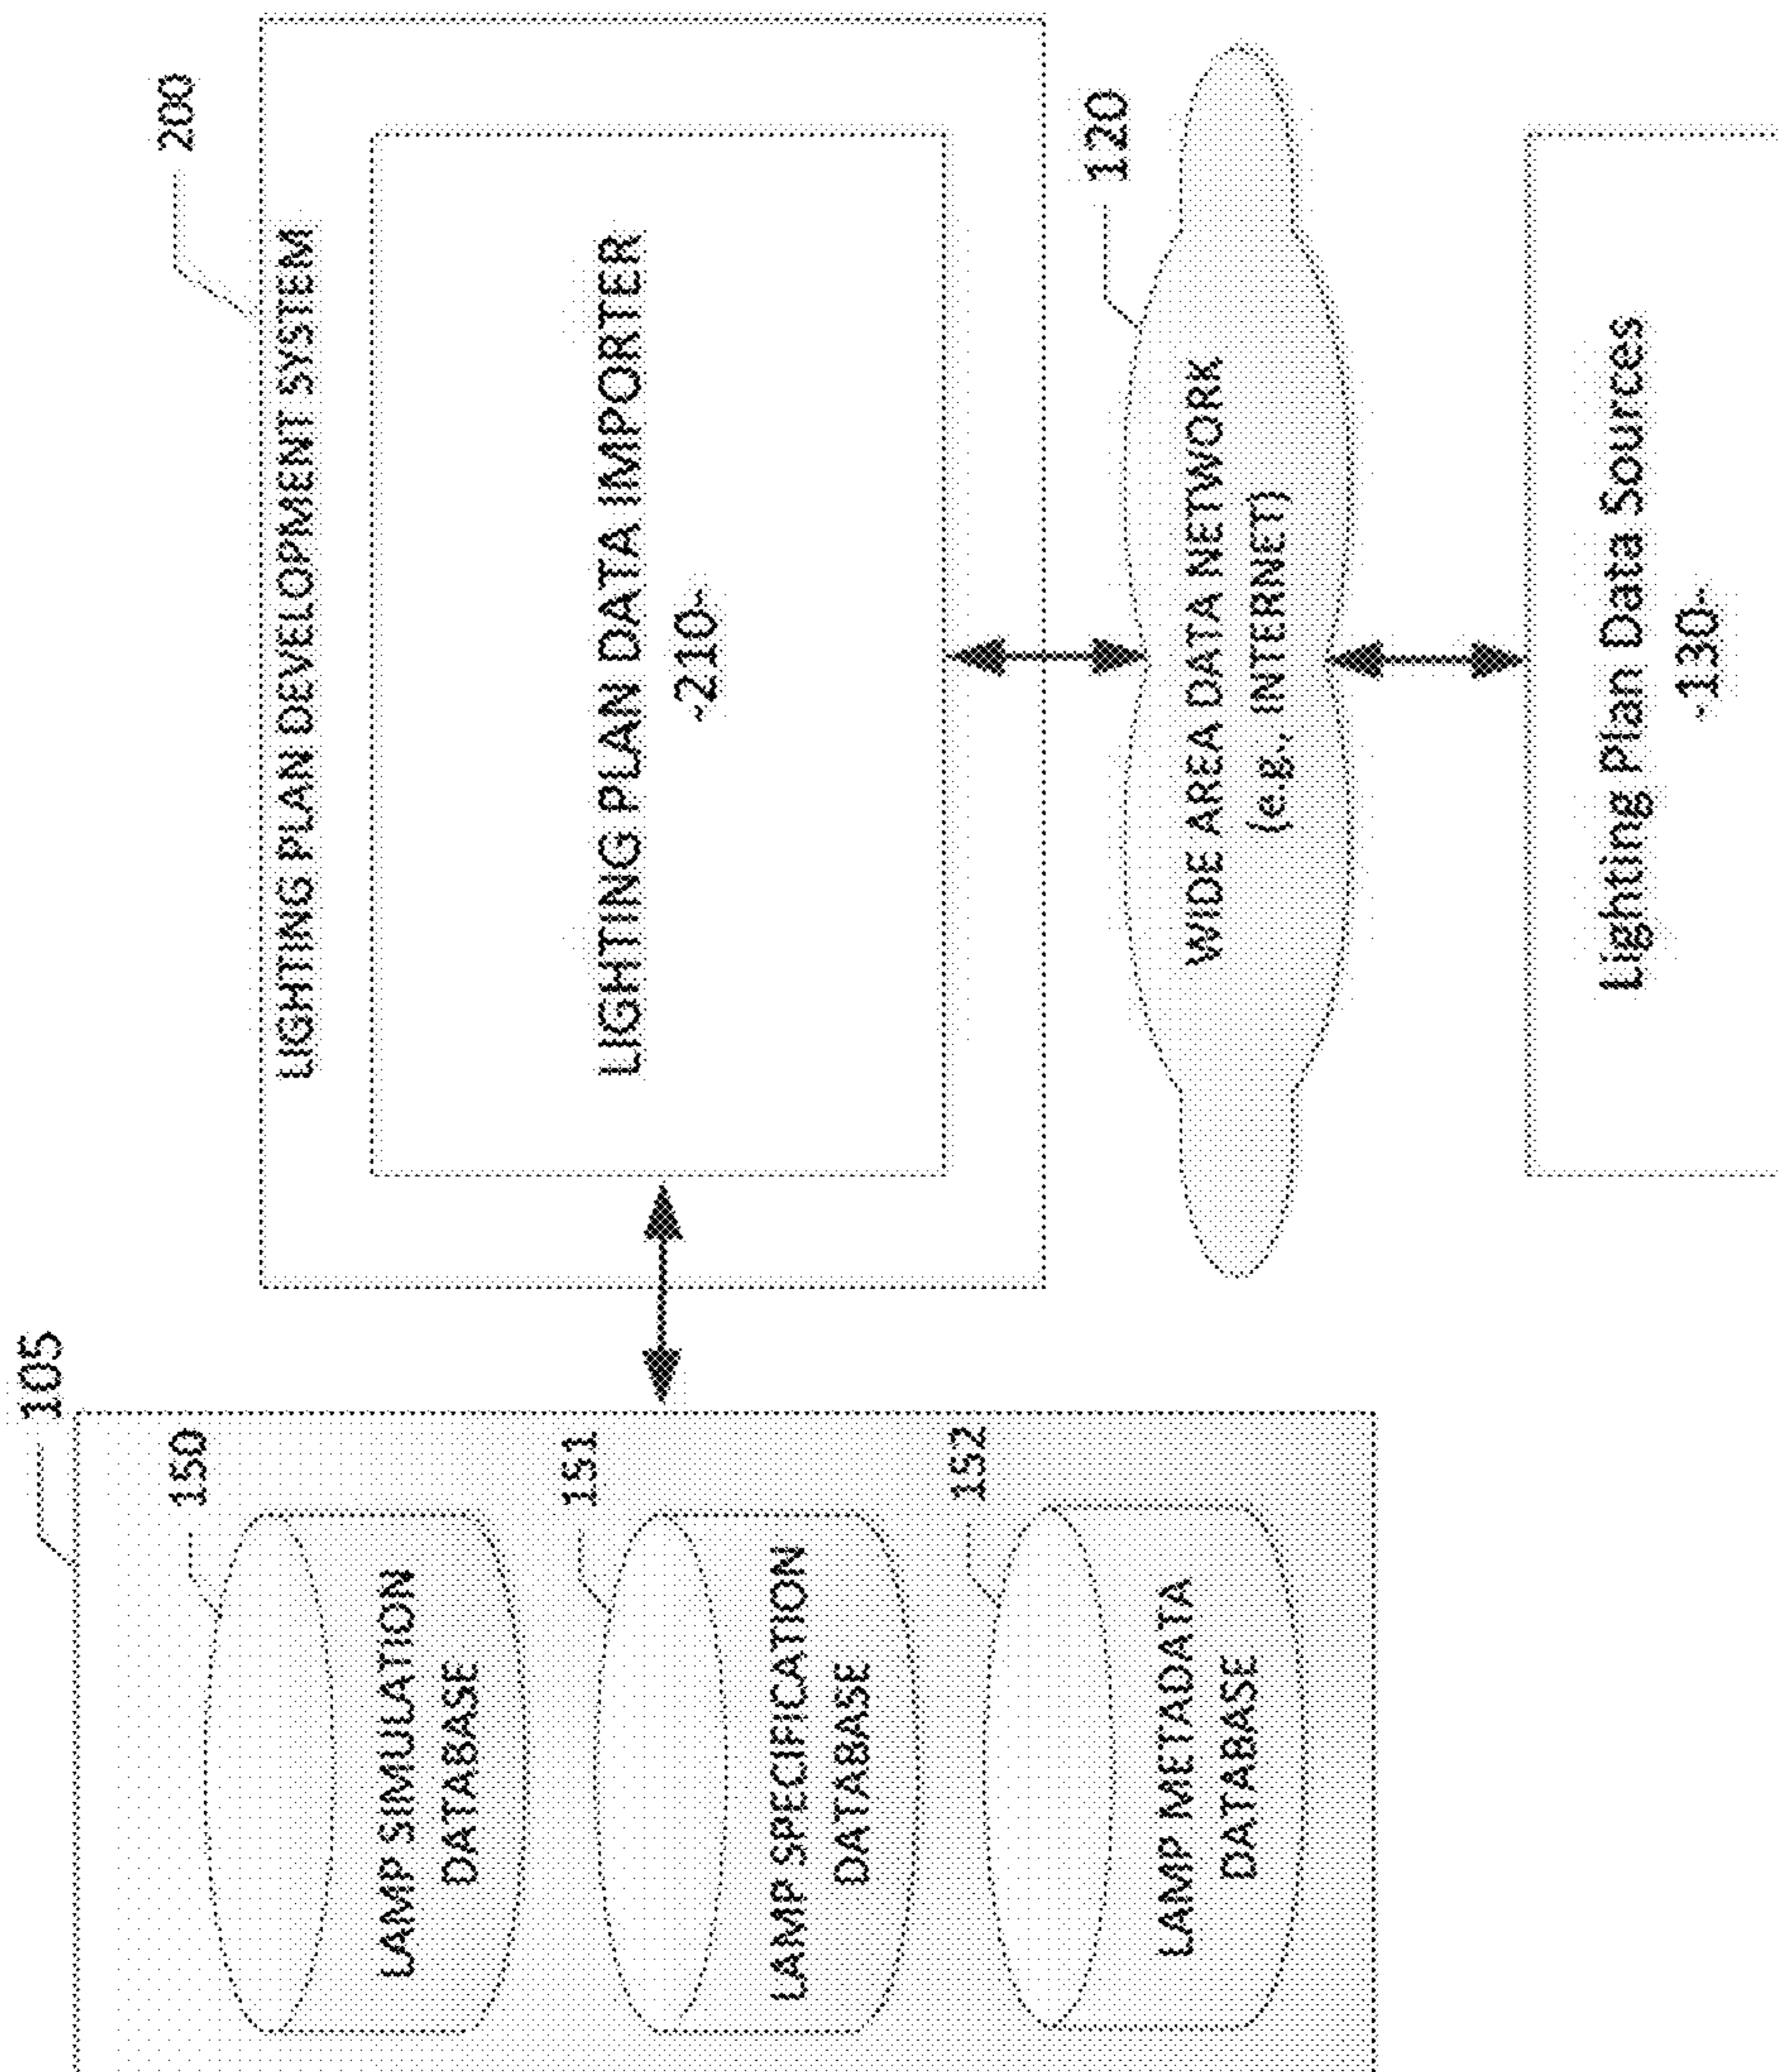 105
150
LAMP SIMULATION
DATABASE
151
LAMP SPECIFICATION
DATABASE
152
LAMP METADATA
DATABASE
200
LIGHTING PLAN DEVELOPMENT SYSTEM
LIGHTING PLAN DATA IMPORTER
-210-
120
WIDE AREA DATA NETWORK
(e.g., INTERNET)
Lighting Plan Data Sources
-130-